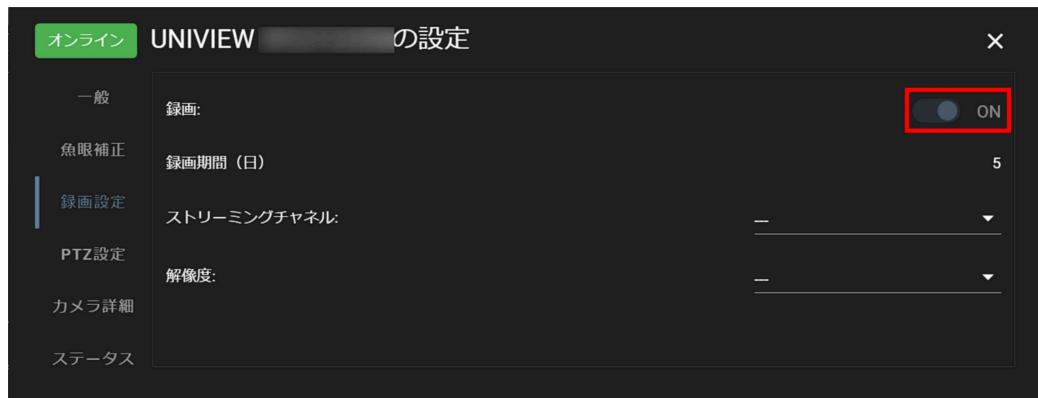 オンライン
UNIVIEW の設定
一般
魚眼補正
録画設定
PTZ設定
カメラ詳細
ステータス
録画:
ON
録画期間（日）
5
ストリーミングチャネル:
---
解像度:
---